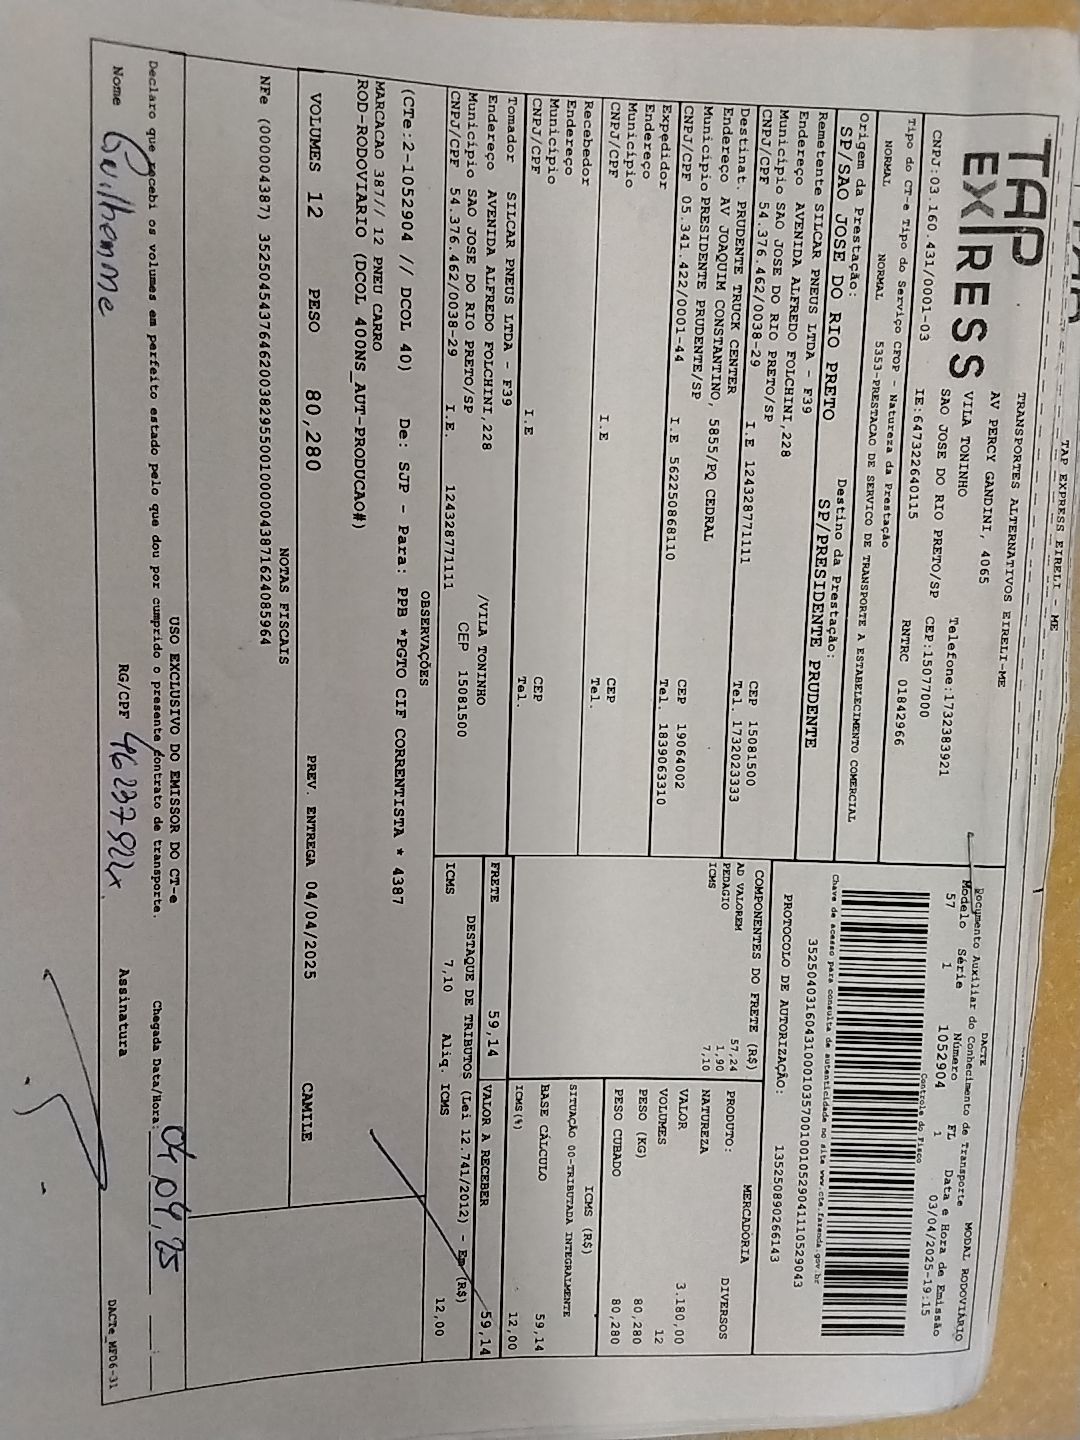 TAP EXPRESS EIRELI - ME
TAP
EXPRESS
TRANSPORTES ALTERNATIVOS EIRELI-ME
AV PERCY GANDINI, 4065
VILA TONINHO
SAO JOSE DO RIO PRETO/SP
Telefone:1732383921
CEP:15077000
CNPJ:03.160.431/0001-03
IE:647322640115
RNTRC 01842966
Tipo do CT-e Tipo do Serviço CFOP - Natureza da Prestação
NORMAL NORMAL 5353-PRESTACAO DE SERVICO DE TRANSPORTE A ESTABELECIMENTO COMERCIAL
DACTE
Documento Auxiliar do Conhecimento de Transporte
MODAL RODOVIÁRIO
Modelo Série Número FL Data e Hora de Emissão
57 1 1052904 1 03/04/2025-19:15
Controle do Fisco
Chave de acesso para consulta de autenticidade no site www.cte.fazenda.gov.br
35250403160431000103570010010529041110529043
PROTOCOLO DE AUTORIZAÇÃO: 135250890266143
Origem da Prestação: Destino da Prestação:
SP/SAO JOSE DO RIO PRETO SP/PRESIDENTE PRUDENTE
Remetente SILCAR PNEUS LTDA - F39
Endereço AVENIDA ALFREDO FOLCHINI,228
Município SAO JOSE DO RIO PRETO/SP CEP 15081500
CNPJ/CPF 54.376.462/0038-29 I.E 124328771111 Tel. 1732023333
Destinat. PRUDENTE TRUCK CENTER
Endereço AV JOAQUIM CONSTANTINO, 5855/PQ CEDRAL
Município PRESIDENTE PRUDENTE/SP CEP 19064002
CNPJ/CPF 05.341.422/0001-44 I.E 562250868110 Tel. 1839063310
Expedidor
Endereço
Município CEP
CNPJ/CPF I.E Tel.
Recebedor
Endereço
Município CEP
CNPJ/CPF I.E Tel.
Tomador SILCAR PNEUS LTDA - F39
Endereço AVENIDA ALFREDO FOLCHINI,228 /VILA TONINHO
Município SAO JOSE DO RIO PRETO/SP CEP 15081500
CNPJ/CPF 54.376.462/0038-29 I.E. 124328771111
COMPONENTES DO FRETE (R$)
AD VALOREM 57,24
PEDAGIO 1,90
ICMS 7,10
PRODUTO: MERCADORIA
NATUREZA DIVERSOS
VALOR 3.180,00
VOLUMES 12
PESO (KG) 80,280
PESO CUBADO 80,280
ICMS (R$)
SITUAÇÃO 00-TRIBUTADA INTEGRALMENTE
BASE CÁLCULO 59,14
ICMS(%) 12,00
FRETE 59,14 VALOR A RECEBER 59,14
DESTAQUE DE TRIBUTOS (Lei 12.741/2012) - Em (R$)
ICMS 7,10 Aliq. ICMS 12,00
OBSERVAÇÕES
(CTe:2-1052904 // DCOL 40) De: SJP - Para: PPB *PGTO CIF CORRENTISTA * 4387
MARCACAO 387// 12 PNEU CARRO
ROD-RODOVIARIO (DCOL 400NS_AUT-PRODUCAO#)
VOLUMES 12 PESO 80,280 PREV. ENTREGA 04/04/2025 CAMILE
NOTAS FISCAIS
NFe (000004387) 35250454376462003829550010000043871624085964
USO EXCLUSIVO DO EMISSOR DO CT-e
Declaro que recebi os volumes em perfeito estado pelo que dou por cumprido o presente contrato de transporte. Chegada Data/Hora: 04/04/25
Nome Guilherme RG/CPF Assinatura
DACTe_MF06-31